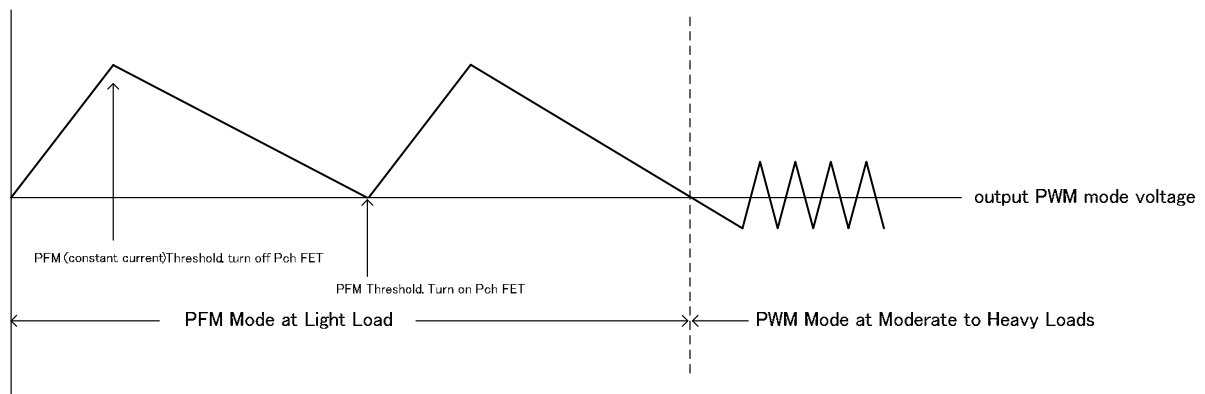 output PWM mode voltage
PFM (constant current)Threshold. turn off Pch FET
PFM Threshold. Turn on Pch FET
PFM Mode at Light Load
PWM Mode at Moderate to Heavy Loads